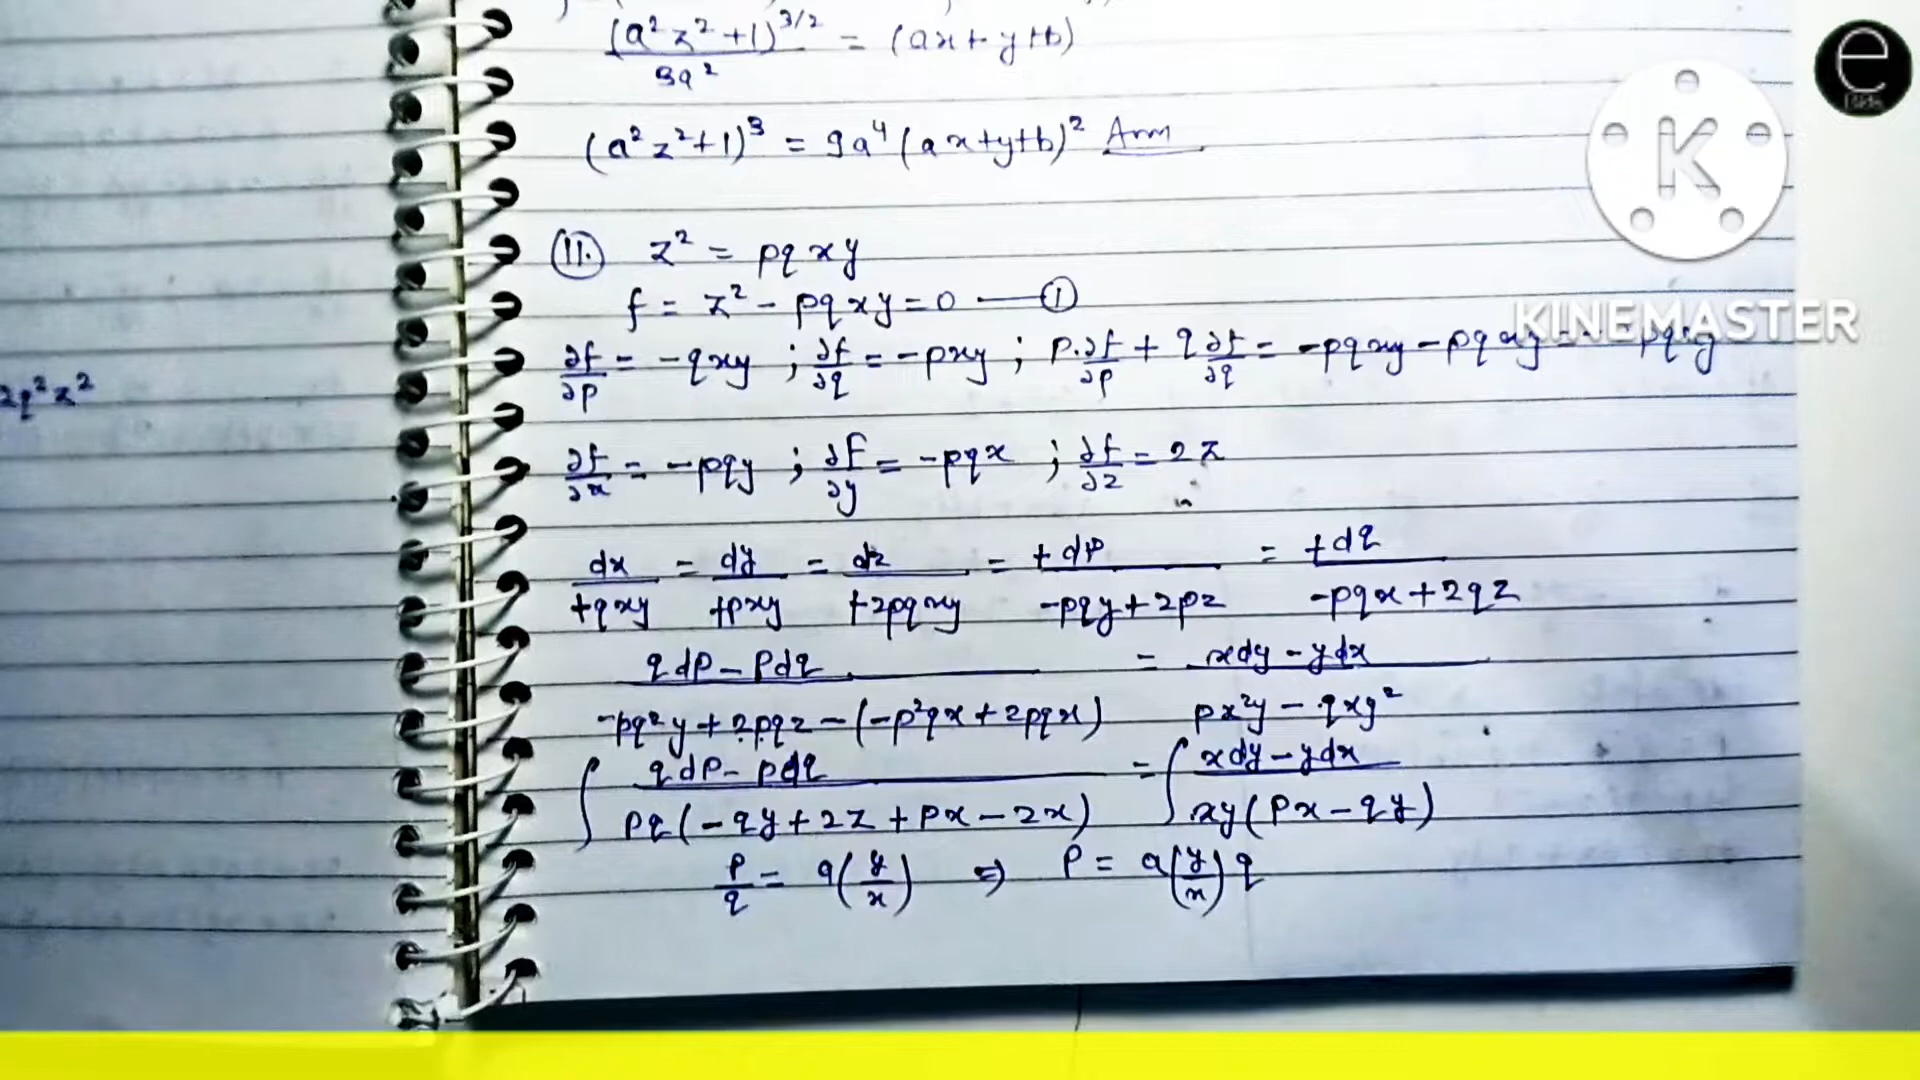 (a²z²+1)^3/2 / 3a² = (ax+y+b)
(a²z²+1)³ = 9a⁴(ax+y+b)² Ans
2q²z²
(11.) z² = pqxy
f = z² - pqxy = 0 — ①
∂f/∂p = -qxy ; ∂f/∂q = -pxy ; p.∂f/∂p + q∂f/∂q = -pqxy - pqxy =
∂f/∂x = -pqy ; ∂f/∂y = -pqx ; ∂f/∂z = 2z
dx/+qxy = dy/+pxy = dz/+2pqxy = +dp/-pqy+2pz = +dq/-pqx+2qz
qdp-pdq / -pq²y+2pqz-(-p²qx+2pqx) = xdy-ydx / px²y-qxy²
∫ qdp-pdq / pq(-qy+2z+px-2x) = ∫ xdy-ydx / xy(px-qy)
p/q = a(y/x) ⇒ p = a(y/x)q
K
KINEMASTER
e